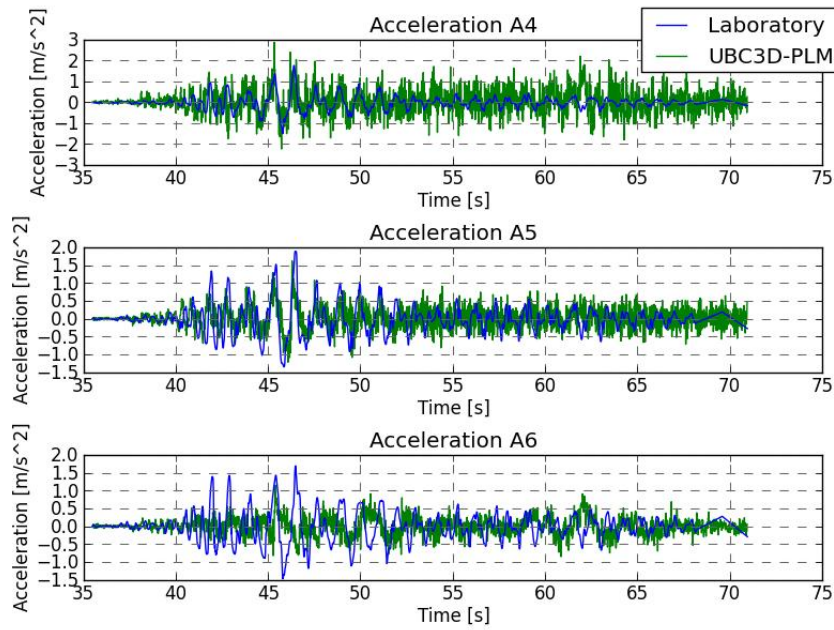 Acceleration A4
Laboratory
UBC3D-PLM
Acceleration [m/s^2]
3
2
1
0
−1
−2
−3
35 40 45 50 55 60 65 70 75
Time [s]
Acceleration A5
Acceleration [m/s^2]
2.0
1.5
1.0
0.5
0.0
−0.5
−1.0
−1.5
35 40 45 50 55 60 65 70 75
Time [s]
Acceleration A6
Acceleration [m/s^2]
2.0
1.5
1.0
0.5
0.0
−0.5
−1.0
−1.5
35 40 45 50 55 60 65 70 75
Time [s]